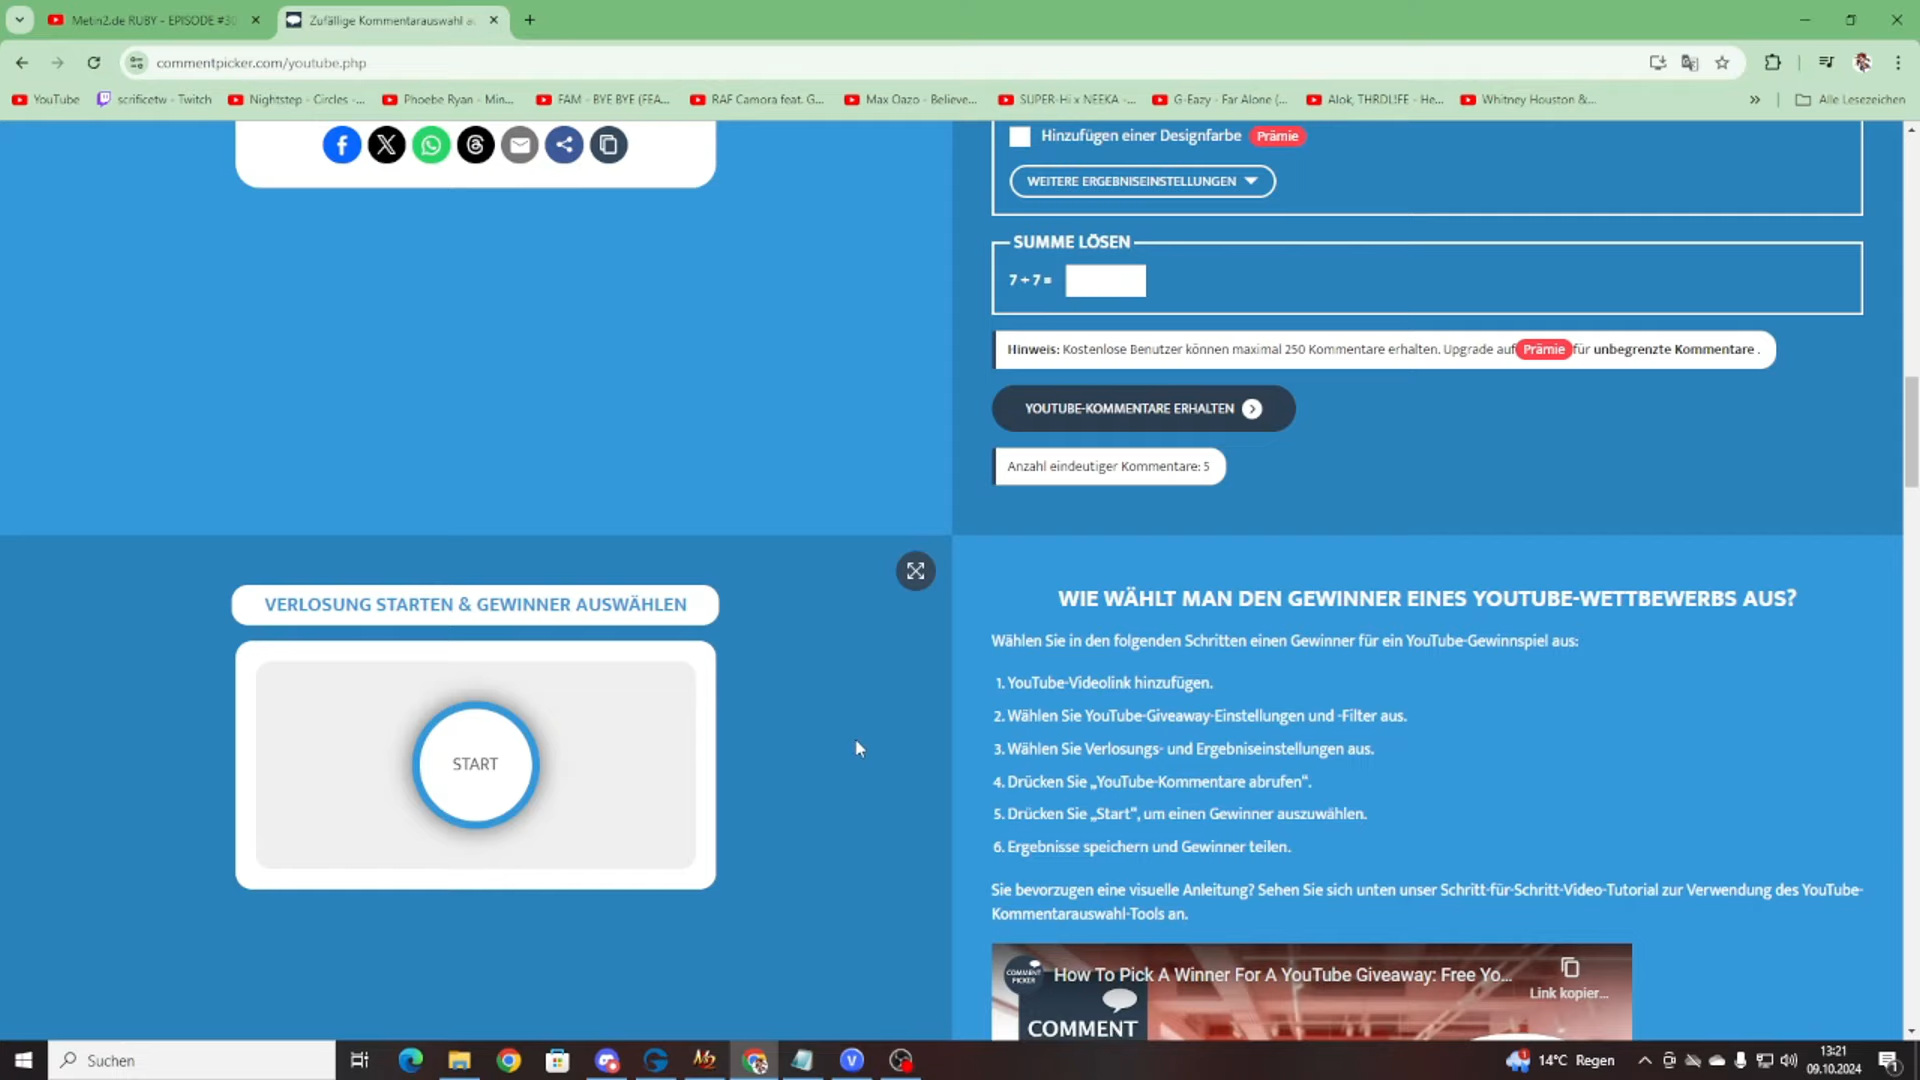 Metin2.de RUBY - EPISODE #30
Zufällige Kommentarauswahl au
commentpicker.com/youtube.php
YouTube
scrificetw - Twitch
Nightstep - Circles -...
Phoebe Ryan - Min...
FAM - BYE BYE (FEA...
RAF Camora feat. G...
Max Oazo - Believe...
SUPER-Hi x NEEKA -...
G-Eazy - Far Alone (...
Alok, THRDL!FE - He...
Whitney Houston &...
»
Alle Lesezeichen
Hinzufügen einer Designfarbe Prämie
WEITERE ERGEBNISEINSTELLUNGEN
SUMME LÖSEN
7 + 7 =
Hinweis: Kostenlose Benutzer können maximal 250 Kommentare erhalten. Upgrade auf Prämie für unbegrenzte Kommentare .
YOUTUBE-KOMMENTARE ERHALTEN
Anzahl eindeutiger Kommentare: 5
VERLOSUNG STARTEN & GEWINNER AUSWÄHLEN
START
WIE WÄHLT MAN DEN GEWINNER EINES YOUTUBE-WETTBEWERBS AUS?
Wählen Sie in den folgenden Schritten einen Gewinner für ein YouTube-Gewinnspiel aus:
1. YouTube-Videolink hinzufügen.
2. Wählen Sie YouTube-Giveaway-Einstellungen und -Filter aus.
3. Wählen Sie Verlosungs- und Ergebniseinstellungen aus.
4. Drücken Sie „YouTube-Kommentare abrufen“.
5. Drücken Sie „Start“, um einen Gewinner auszuwählen.
6. Ergebnisse speichern und Gewinner teilen.
Sie bevorzugen eine visuelle Anleitung? Sehen Sie sich unten unser Schritt-für-Schritt-Video-Tutorial zur Verwendung des YouTube-
Kommentarauswahl-Tools an.
COMMENT
PICKER
How To Pick A Winner For A YouTube Giveaway: Free Yo...
Link kopier...
COMMENT
Suchen
14°C Regen
13:21
09.10.2024